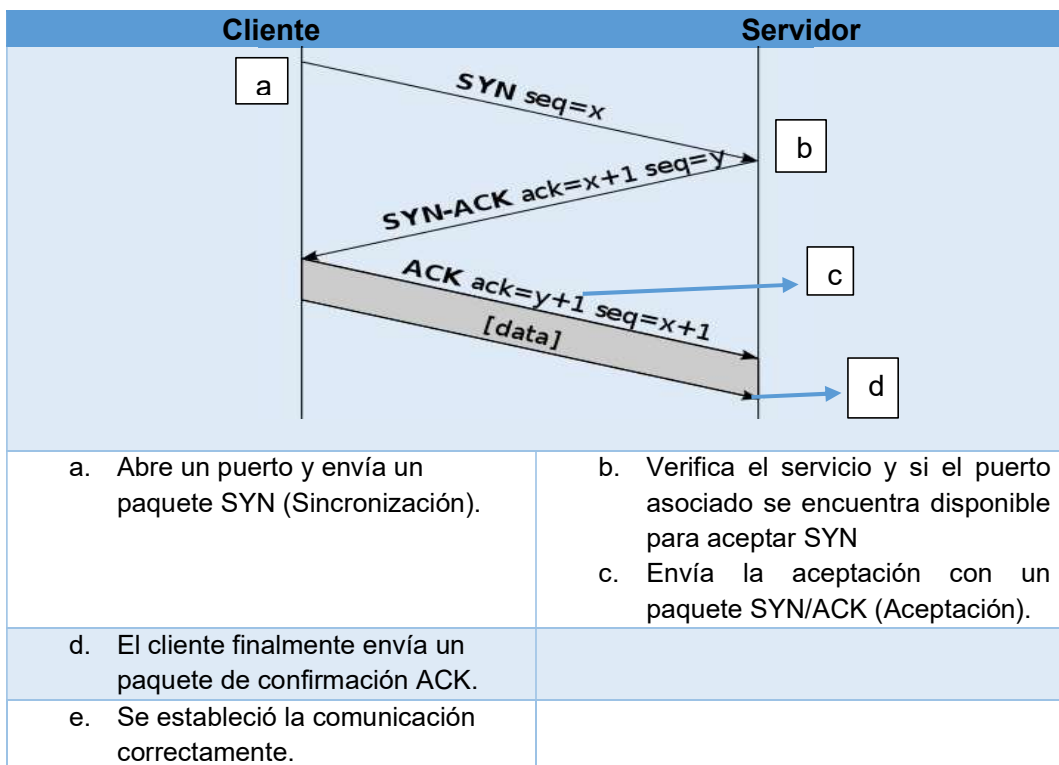 Cliente Servidor
a
SYN seq=x
b
SYN-ACK ack=x+1 seq=y
ACK ack=y+1 seq=x+1
c
[data]
d
a. Abre un puerto y envía un
paquete SYN (Sincronización).
b. Verifica el servicio y si el puerto
asociado se encuentra disponible
para aceptar SYN
c. Envía la aceptación con un
paquete SYN/ACK (Aceptación).
d. El cliente finalmente envía un
paquete de confirmación ACK.
e. Se estableció la comunicación
correctamente.